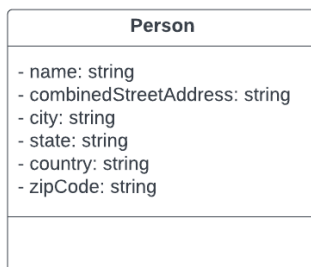 Person
- name: string
- combinedStreetAddress: string
- city: string
- state: string
- country: string
- zipCode: string